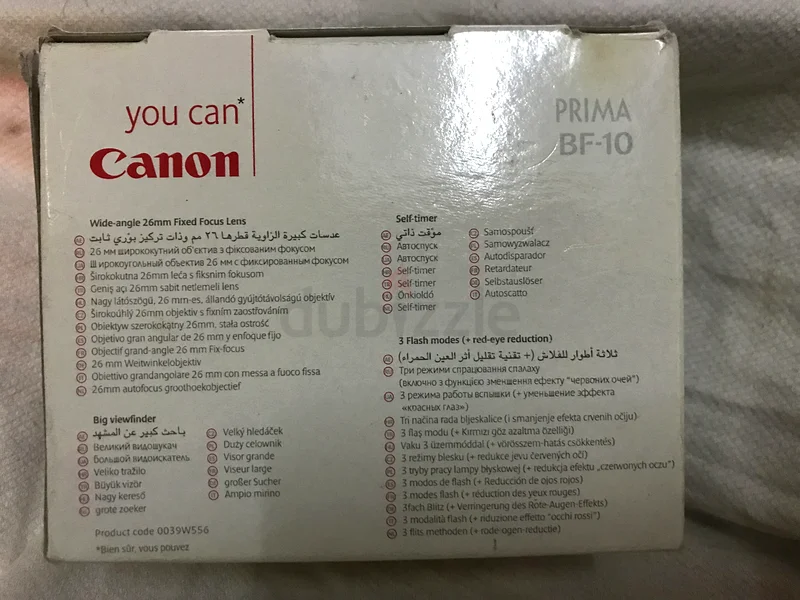 you can*
Canon
PRIMA
BF-10
Wide-angle 26mm Fixed Focus Lens
عدسات كبيرة الزاوية قطرها ٢٦ مم وذات تركيز بؤري ثابت
26 мм ширококутний об'єктив з фіксованим фокусом
Широкоугольный объектив 26 мм с фиксированным фокусом
Širokokutna 26mm leća s fiksnim fokusom
Geniş açı 26mm sabit netlemeli lens
Nagy látószögű, 26 mm-es, állandó gyújtótávolságú objektív
Širokoúhlý 26mm objektiv s fixním zaostřováním
Obiektyw szerokokątny 26mm, stała ostrość
Objetivo gran angular de 26mm y enfoque fijo
Objectif grand-angle 26 mm Fix-focus
26 mm Weitwinkelobjektiv
Obiettivo grandangolare 26 mm con messa a fuoco fissa
26mm autofocus groothoekobjectief
Big viewfinder
باحث كبير عن المشهد
Великий видошукач
большой видоискатель
Veliko tražilo
Büyük vizör
Nagy kereső
grote zoeker
Velký hledáček
Duży celownik
Visor grande
Viseur large
großer Sucher
Ampio mirino
Product code 0039W556
*Bien sûr, vous pouvez
Self-timer
مؤقت ذاتي
Автоспуск
Автоспуск
Self-timer
Self-timer
Önkioldó
Self-timer
Samospoušť
Samowyzwalacz
Autodisparador
Retardateur
Selbstauslöser
Autoscatto
3 Flash modes (+ red-eye reduction)
ثلاثة أطوار للفلاش (+ تقنية تقليل أثر العين الحمراء)
Три режими спрацювання спалаху
(включно з функцією зменшення ефекту "червоних очей")
3 режима работы вспышки (+ уменьшение эффекта
«красных глаз»)
Tri načina rada bljeskalice (i smanjenje efekta crvenih očiju)
3 flaş modu (+ Kırmızı göz azaltma özelliği)
Vaku 3 üzemmóddal (+ vörösszem-hatás csökkentés)
3 režimy blesku (+ redukce jevu červených očí)
3 tryby pracy lampy błyskowej (+ redukcja efektu „czerwonych oczu")
3 modos de flash (+ Reducción de ojos rojos)
3 modes flash (+ réduction des yeux rouges)
3fach Blitz (+ Verringerung des Rote-Augen-Effekts)
3 modalità flash (+ riduzione effetto "occhi rossi")
3 flits methoden (+ rode-ogen-reductie)
dubizzle